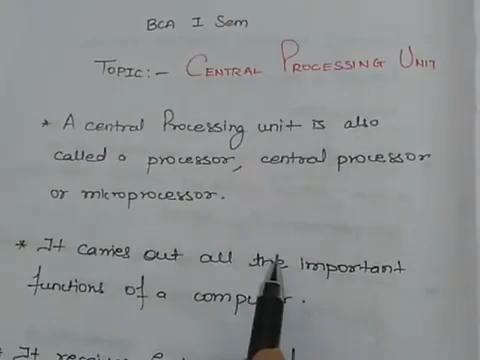 BCA I Sem
TOPIC:- CENTRAL PROCESSING UNIT
* A central Processing unit is also
called a processor, central processor
or microprocessor.
* It carries out all the important
functions of a computer.
* It